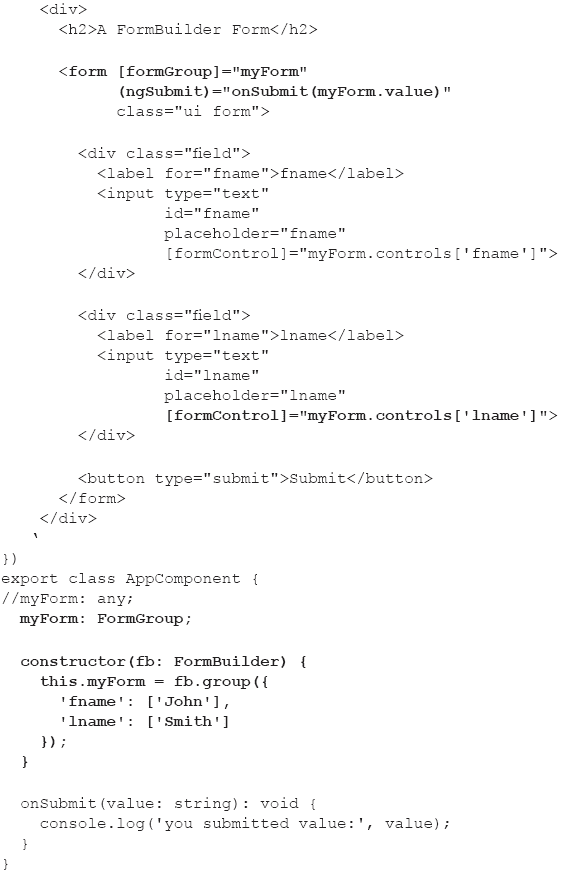 <div>
<h2>A FormBuilder Form</h2>
<form [formGroup]="myForm"
(ngSubmit)="onSubmit(myForm.value)"
class="ui form">
<div class="field">
<label for="fname">fname</label>
<input type="text"
id="fname"
placeholder="fname"
[formControl]="myForm.controls['fname']">
</div>
<div class="field">
<label for="lname">lname</label>
<input type="text"
id="lname"
placeholder="lname"
[formControl]="myForm.controls['lname']">
</div>
<button type="submit">Submit</button>
</form>
</div>
`
})
export class AppComponent {
//myForm: any;
myForm: FormGroup;
constructor(fb: FormBuilder) {
this.myForm = fb.group({
'fname': ['John'],
'lname': ['Smith']
});
}
onSubmit(value: string): void {
console.log('you submitted value:', value);
}
}